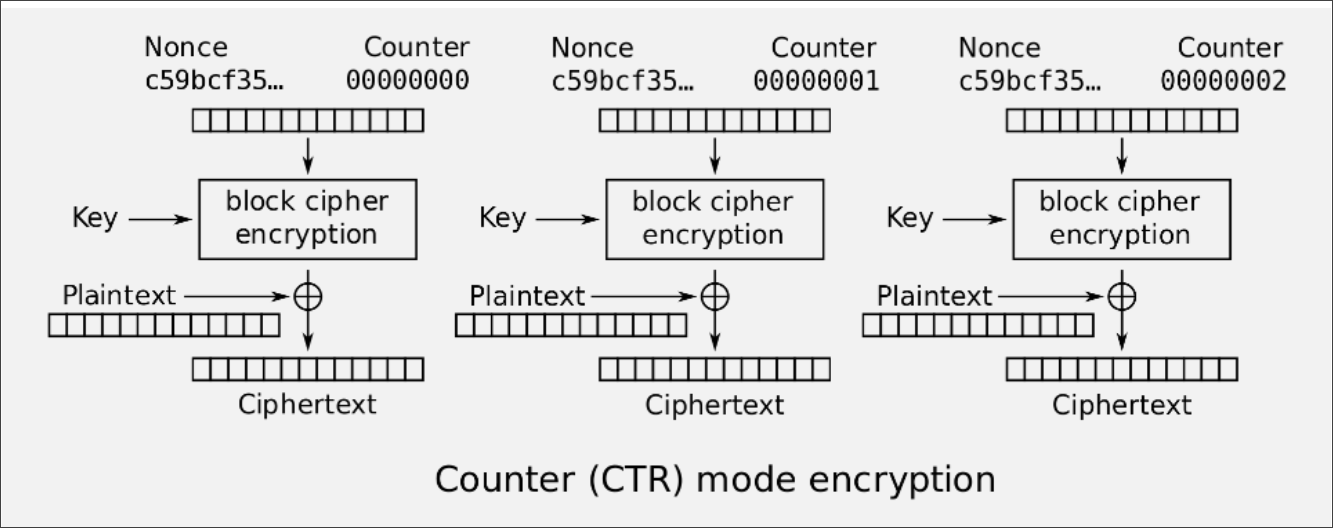 Nonce Counter Nonce Counter Nonce Counter
c59bcf35… 00000000 c59bcf35… 00000001 c59bcf35… 00000002
block cipher block cipher block cipher
Key Key Key
encryption encryption encryption
Plaintext Plaintext Plaintext
Ciphertext Ciphertext Ciphertext
Counter (CTR) mode encryption